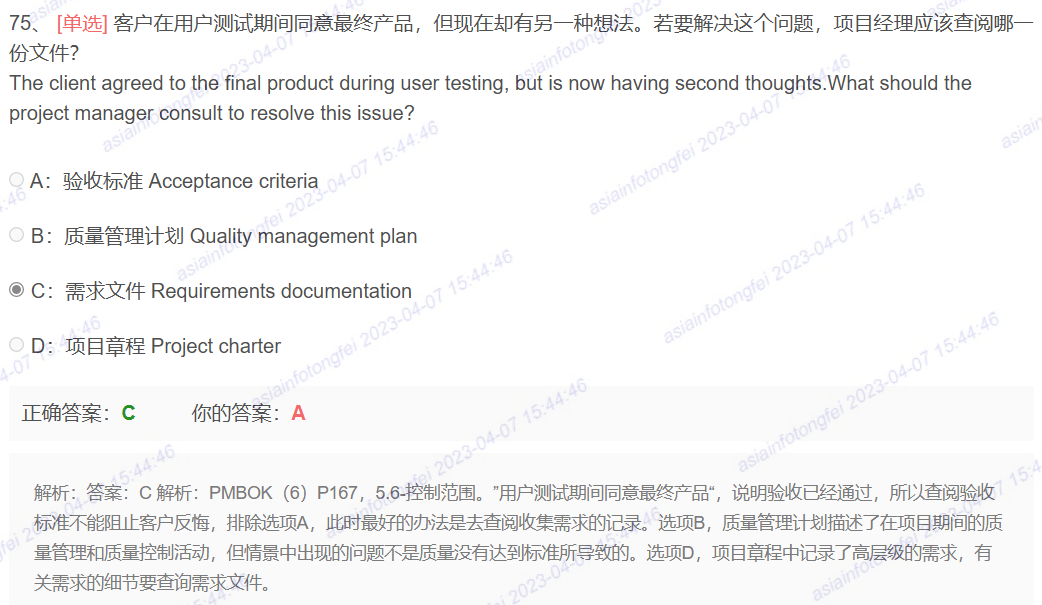 75、 [单选] 客户在用户测试期间同意最终产品，但现在却有另一种想法。若要解决这个问题，项目经理应该查阅哪一
份文件？
The client agreed to the final product during user testing, but is now having second thoughts.What should the
project manager consult to resolve this issue?
A：验收标准 Acceptance criteria
B：质量管理计划 Quality management plan
C：需求文件 Requirements documentation
D：项目章程 Project charter
正确答案：C 你的答案：A
解析：答案：C 解析：PMBOK（6）P167，5.6-控制范围。”用户测试期间同意最终产品“，说明验收已经通过，所以查阅验收
标准不能阻止客户反悔，排除选项A，此时最好的办法是去查阅收集需求的记录。选项B，质量管理计划描述了在项目期间的质
量管理和质量控制活动，但情景中出现的问题不是质量没有达到标准所导致的。选项D，项目章程中记录了高层级的需求，有
关需求的细节要查询需求文件。
asiainfotongfei 2023-04-07 15:44:46